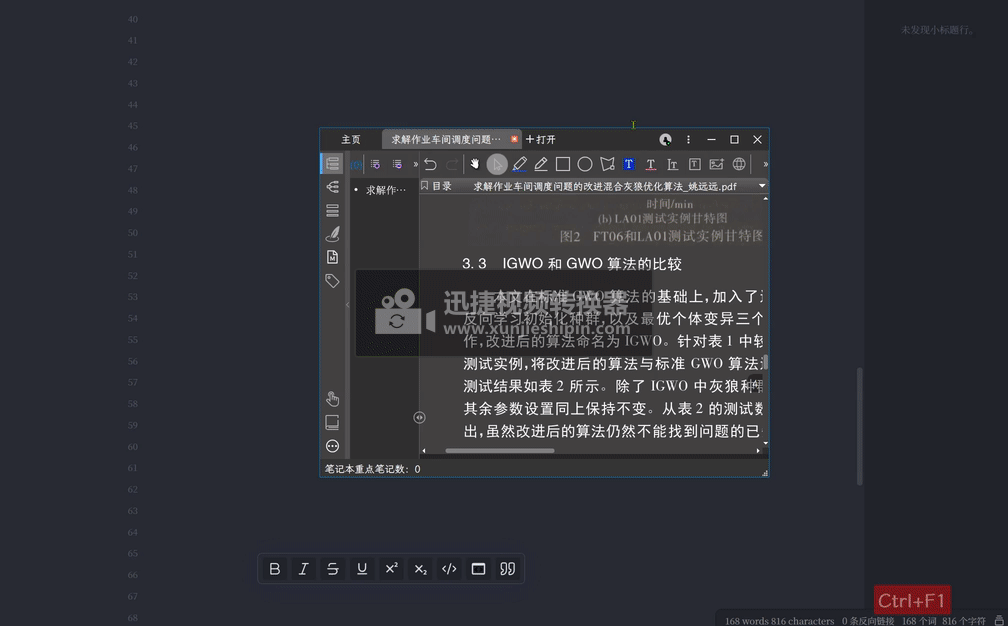 40
41
42
43
44
45
46
47
48
49
50
51
52
53
54
55
56
57
58
59
60
61
62
63
64
65
66
67
68
未发现小标题行。
主页
求解作业车间调度问题…
+打开
» T T T T »
• 求解作…
目录
求解作业车间调度问题的改进混合灰狼优化算法_姚远远.pdf
时间/min
(b) LA01测试实例甘特图
图2 FT06和LA01测试实例甘特图
3. 3 IGWO 和 GWO 算法的比较
本文在标准 GWO 算法的基础上,加入了
反向学习初始化种群,以及最优个体变异三个
作,改进后的算法命名为 IGWO。针对表 1 中较
测试实例,将改进后的算法与标准 GWO 算法
测试结果如表 2 所示。除了 IGWO 中灰狼种
其余参数设置同上保持不变。从表 2 的测试数
出,虽然改进后的算法仍然不能找到问题的已
迅捷视频转换器
www.xunjieshipin.com
笔记本重点笔记数: 0
B I S U x² x₂ </>
Ctrl+F1
168 words 816 characters 0 条反向链接 168 个词 816 个字符